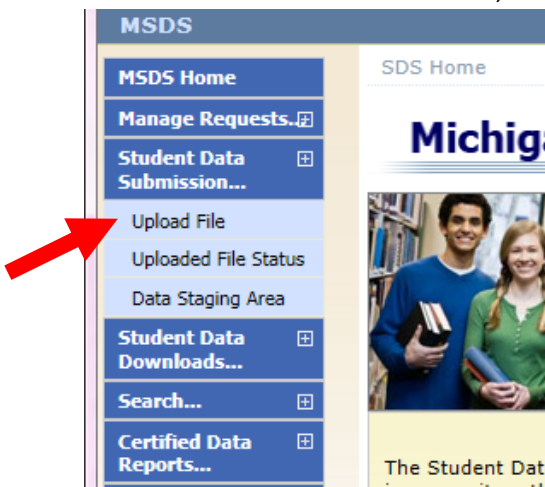 MSDS
MSDS Home
Manage Requests...
Student Data
Submission...
Upload File
Uploaded File Status
Data Staging Area
Student Data
Downloads...
Search...
Certified Data
Reports...
SDS Home
Michiga
The Student Dat